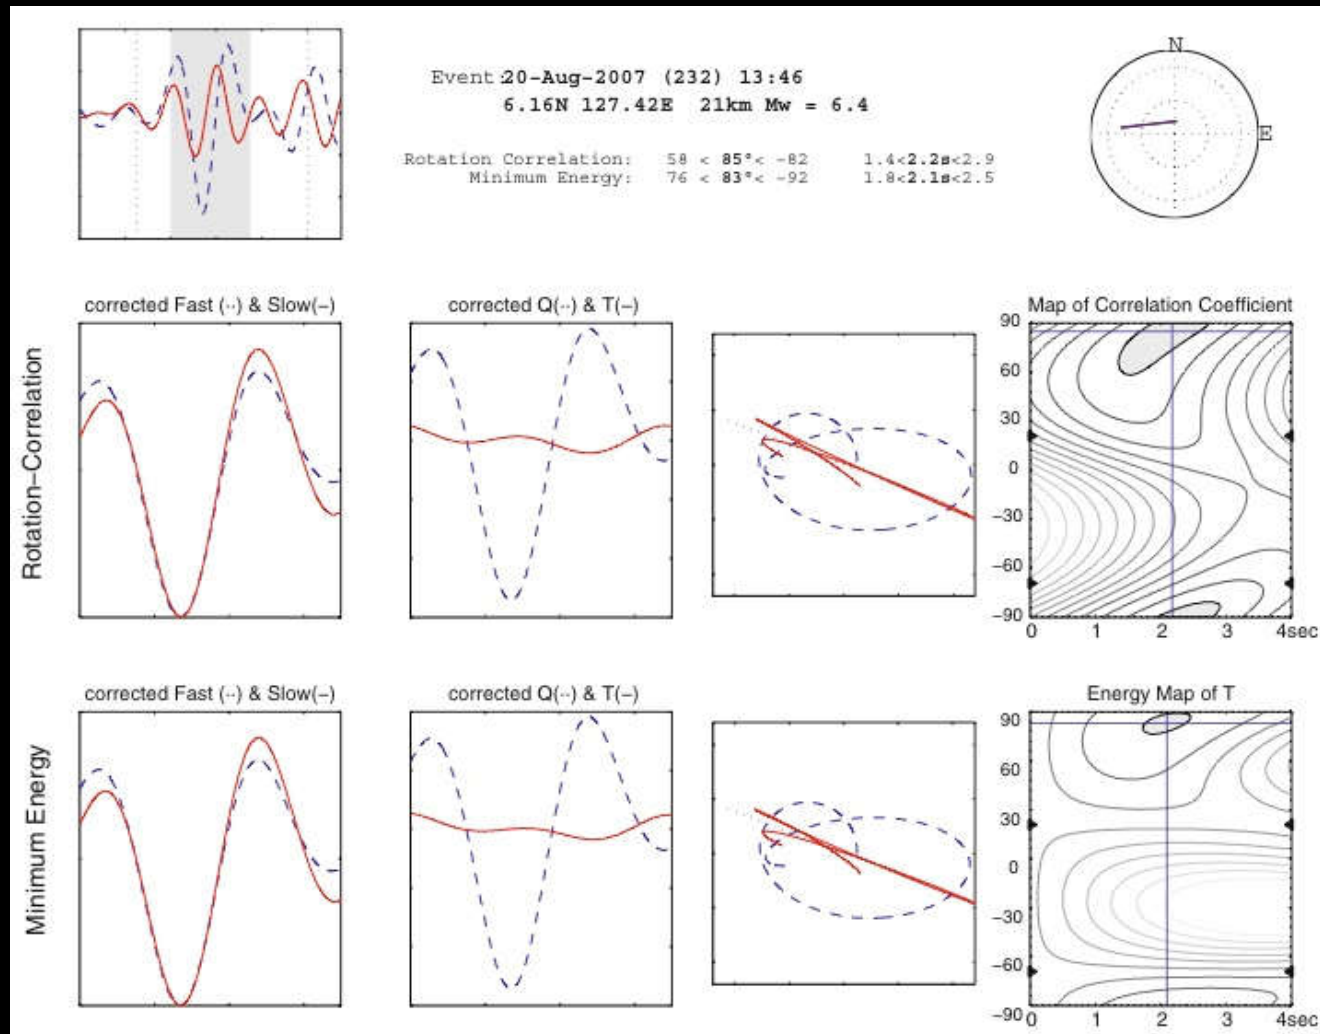 N
Event:20-Aug-2007 (232) 13:46
6.16N 127.42E 21km Mw = 6.4
E
Rotation Correlation: 58 < 85°< -82 1.4<2.2s<2.9
Minimum Energy: 76 < 83°< -92 1.8<2.1s<2.5
Rotation-Correlation
corrected Fast (··) & Slow(-)
corrected Q(··) & T(-)
Map of Correlation Coefficient
90
60
30
0
-30
-60
-90
0 1 2 3 4sec
Minimum Energy
corrected Fast (··) & Slow(-)
corrected Q(··) & T(-)
Energy Map of T
90
60
30
0
-30
-60
-90
0 1 2 3 4sec